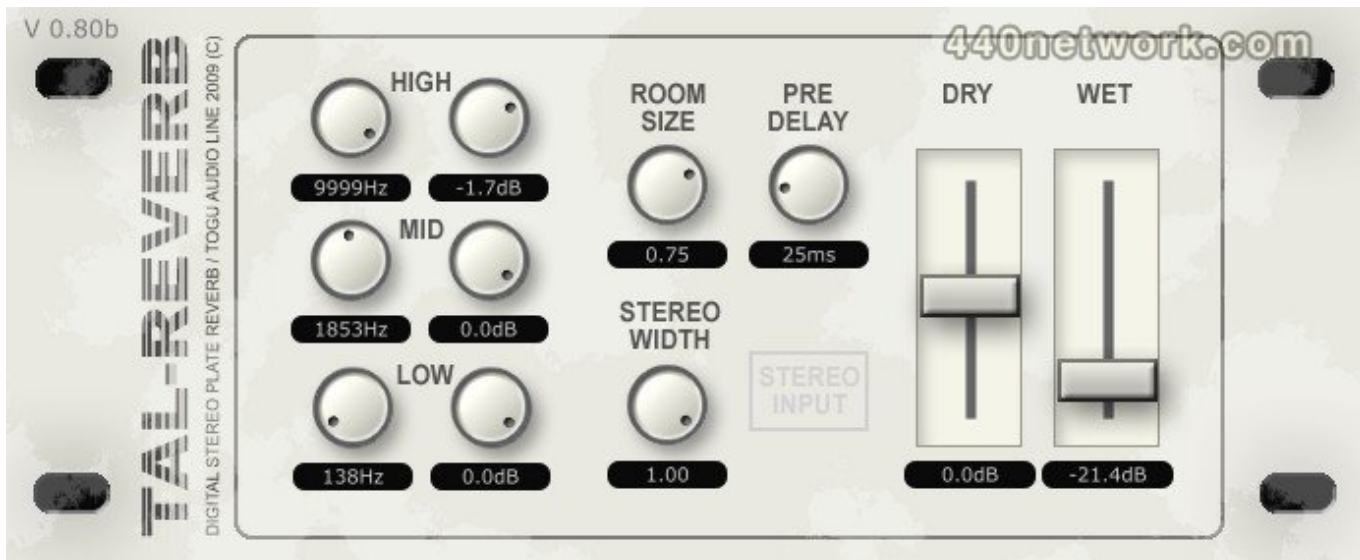 V 0.80b
440network.com
TAL-REVERB
DIGITAL STEREO PLATE REVERB / TOGU AUDIO LINE 2009 (C)
HIGH
9999Hz
-1.7dB
MID
1853Hz
0.0dB
LOW
138Hz
0.0dB
ROOM
SIZE
0.75
PRE
DELAY
25ms
STEREO
WIDTH
1.00
STEREO
INPUT
DRY
0.0dB
WET
-21.4dB